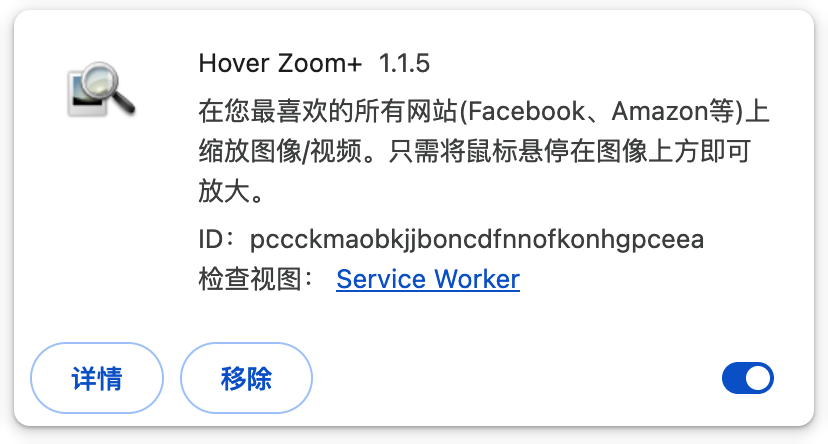 Hover Zoom+ 1.1.5
在您最喜欢的所有网站(Facebook、Amazon等)上
缩放图像/视频。只需将鼠标悬停在图像上方即可
放大。
ID：pccckmaobkjjboncdfnnofkonhgpceea
检查视图： Service Worker
详情 移除